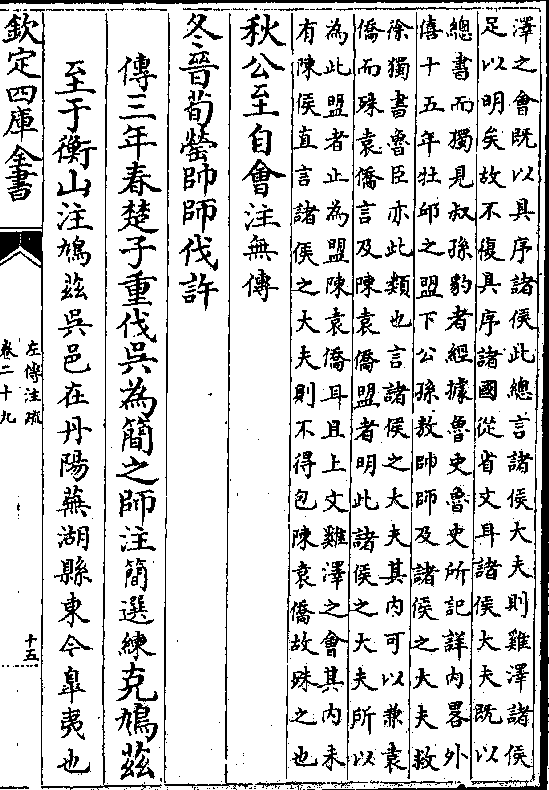 澤之會既以具序諸侯此總言諸侯大夫則雞澤諸侯
足以明矣故不復具序諸國從省文耳諸侯大夫既以
總書而獨見叔孫豹者經據魯史魯史所記詳內畧外
僖十五年牡邱之盟下公孫敖帥師及諸侯之大夫救
徐獨書魯臣亦此類也言諸侯之大夫其內可以兼袁
僑而殊袁僑言及陳袁僑盟者明此諸侯之大夫所以
為此盟者止為盟陳袁僑耳且上文雞澤之會其內未
有陳侯直言諸侯之大夫則不得包陳袁僑故殊之也
秋公至自會注無傳
冬晉荀罃帥師伐許
傳三年春楚子重伐吳為簡之師注簡選練克鳩茲
至于衡山注鳩茲吳邑在丹陽蕪湖縣東今臯夷也
欽定四庫全書
左傳注疏
卷二十九
十五